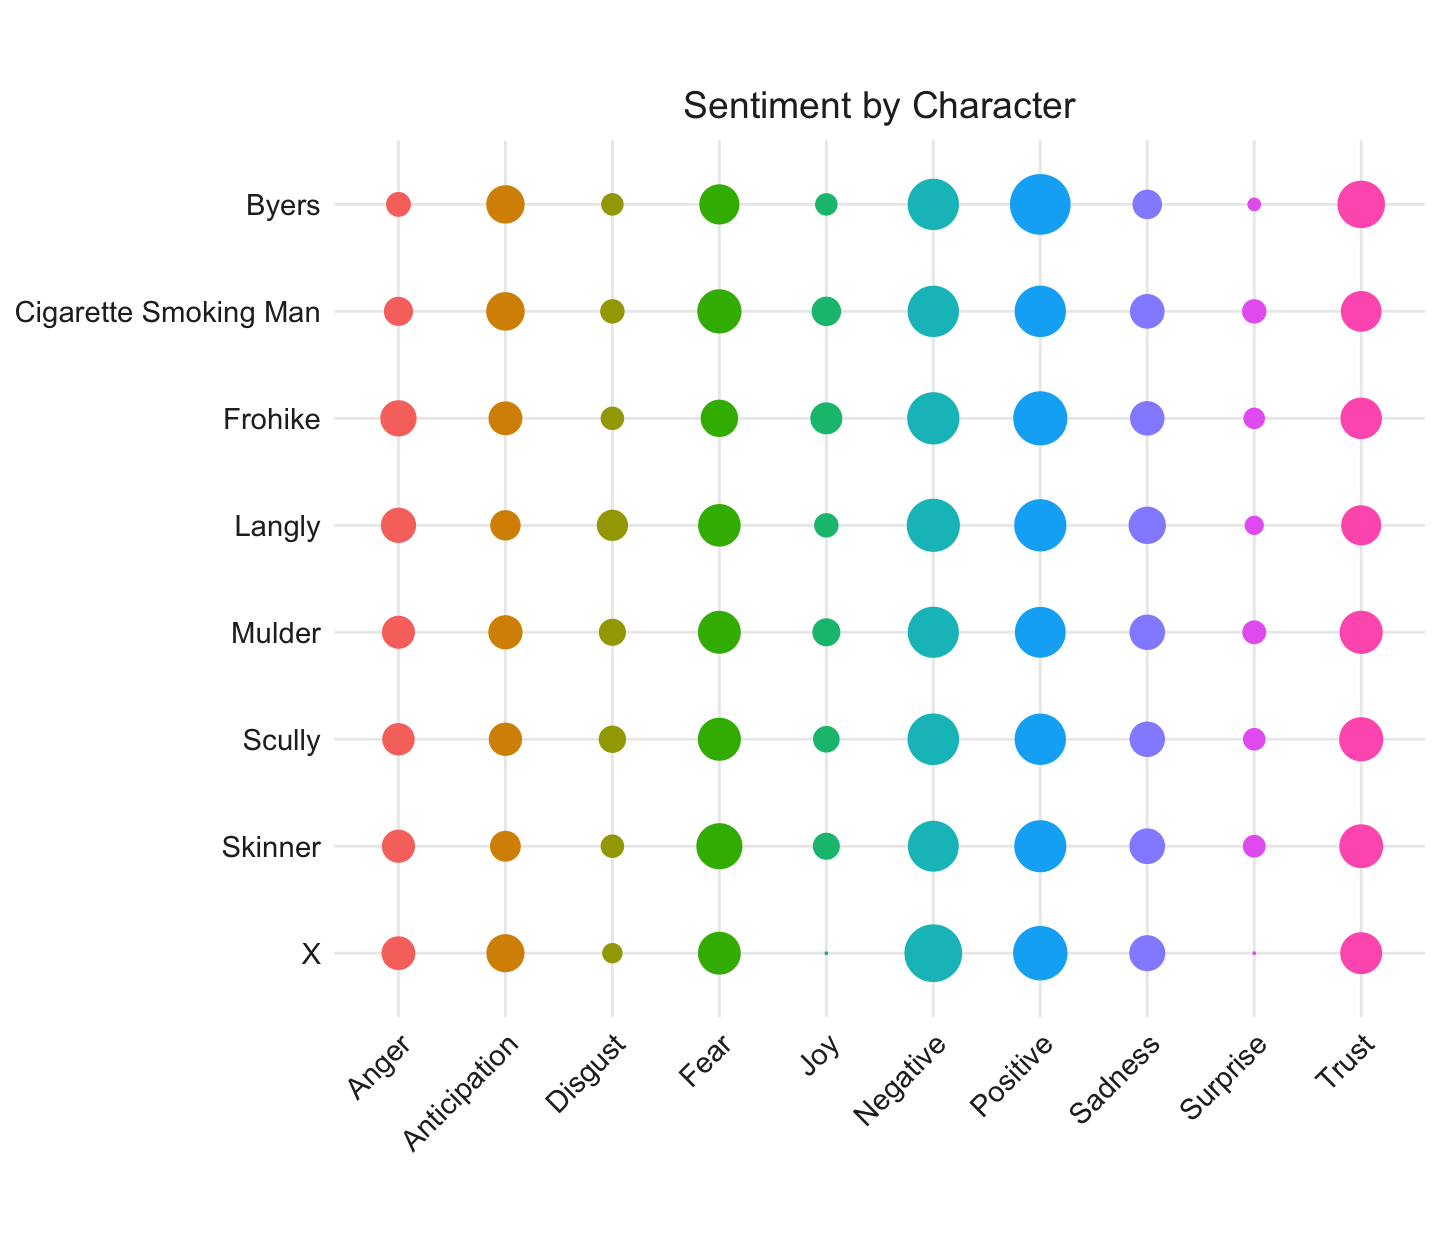 Sentiment by Character
Byers
Cigarette Smoking Man
Frohike
Langly
Mulder
Scully
Skinner
X
Anger
Anticipation
Disgust
Fear
Joy
Negative
Positive
Sadness
Surprise
Trust